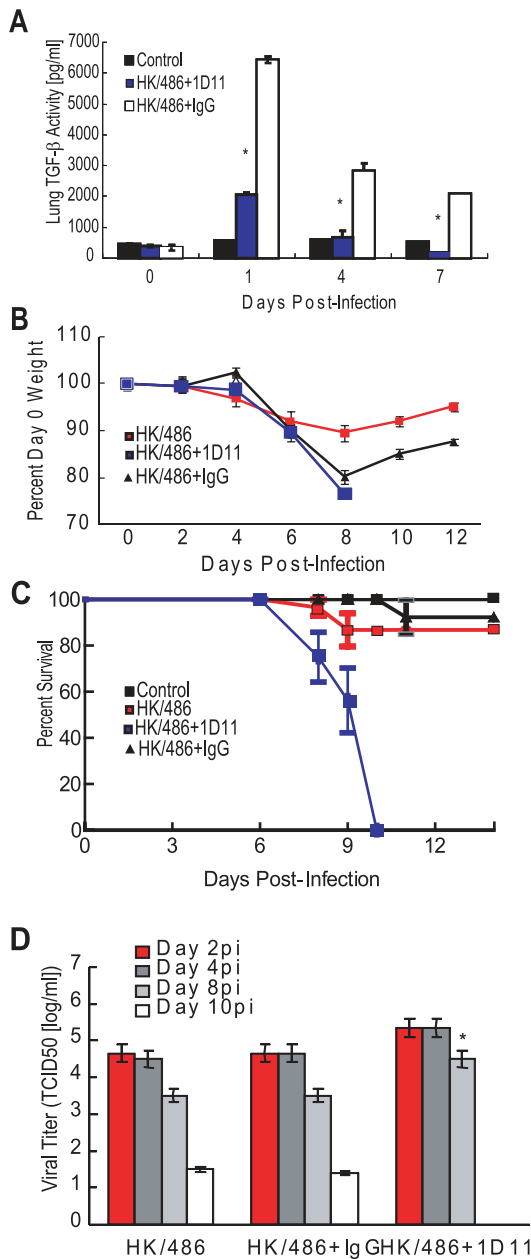 A
Control
HK/486+1D11
HK/486+IgG
Lung TGF-β Activity [pg/ml]
7000
6000
5000
4000
3000
2000
1000
0
*
*
*
0 1 4 7
Days Post-Infection
B
Percent Day 0 Weight
110
100
90
80
70
HK/486
HK/486+1D11
HK/486+IgG
0 2 4 6 8 10 12
Days Post-Infection
C
Percent Survival
100
80
60
40
20
0
Control
HK/486
HK/486+1D11
HK/486+IgG
0 3 6 9 12
Days Post-Infection
D
Day 2pi
Day 4pi
Day 8pi
Day 10pi
Viral Titer (TCID50 [log/ml])
7
6
5
4
3
2
1
0
*
HK/486 HK/486+IgG HK/486+1D11